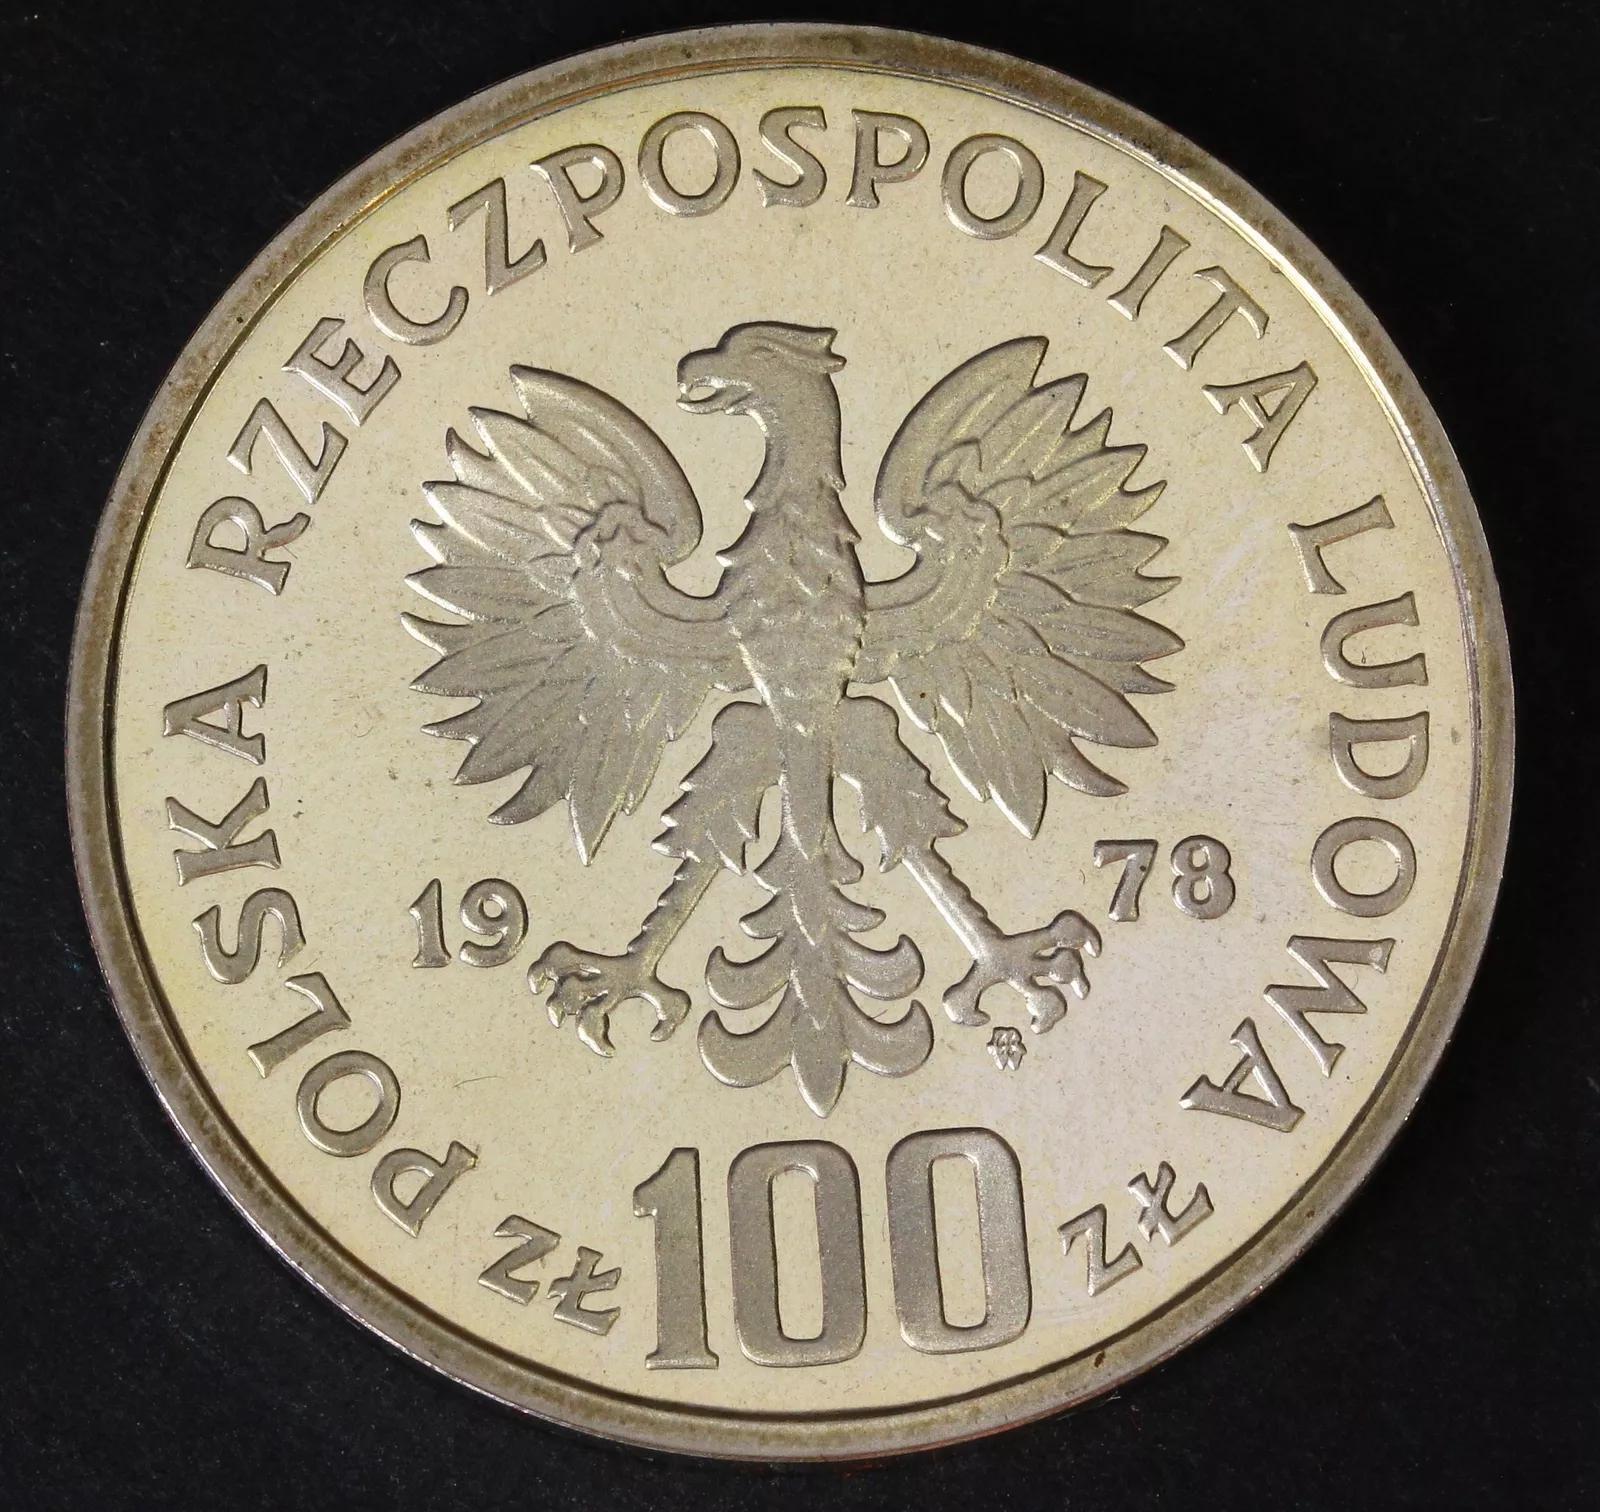 POLSKA RZECZPOSPOLITA LUDOWA
19 78
ZŁ 100 ZŁ